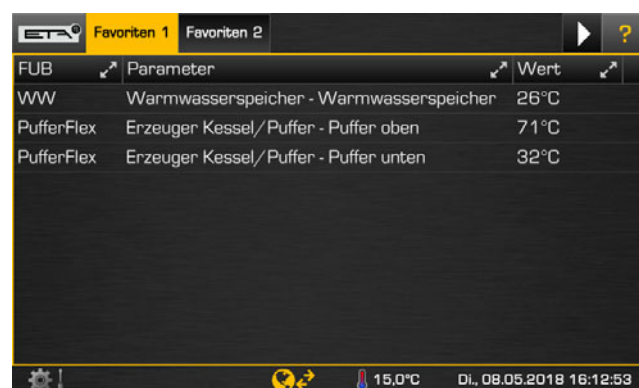 ETA Favoriten 1 Favoriten 2 ?
FUB Parameter Wert
WW Warmwasserspeicher - Warmwasserspeicher 26°C
PufferFlex Erzeuger Kessel/Puffer - Puffer oben 71°C
PufferFlex Erzeuger Kessel/Puffer - Puffer unten 32°C
15,0°C Di., 08.05.2018 16:12:53